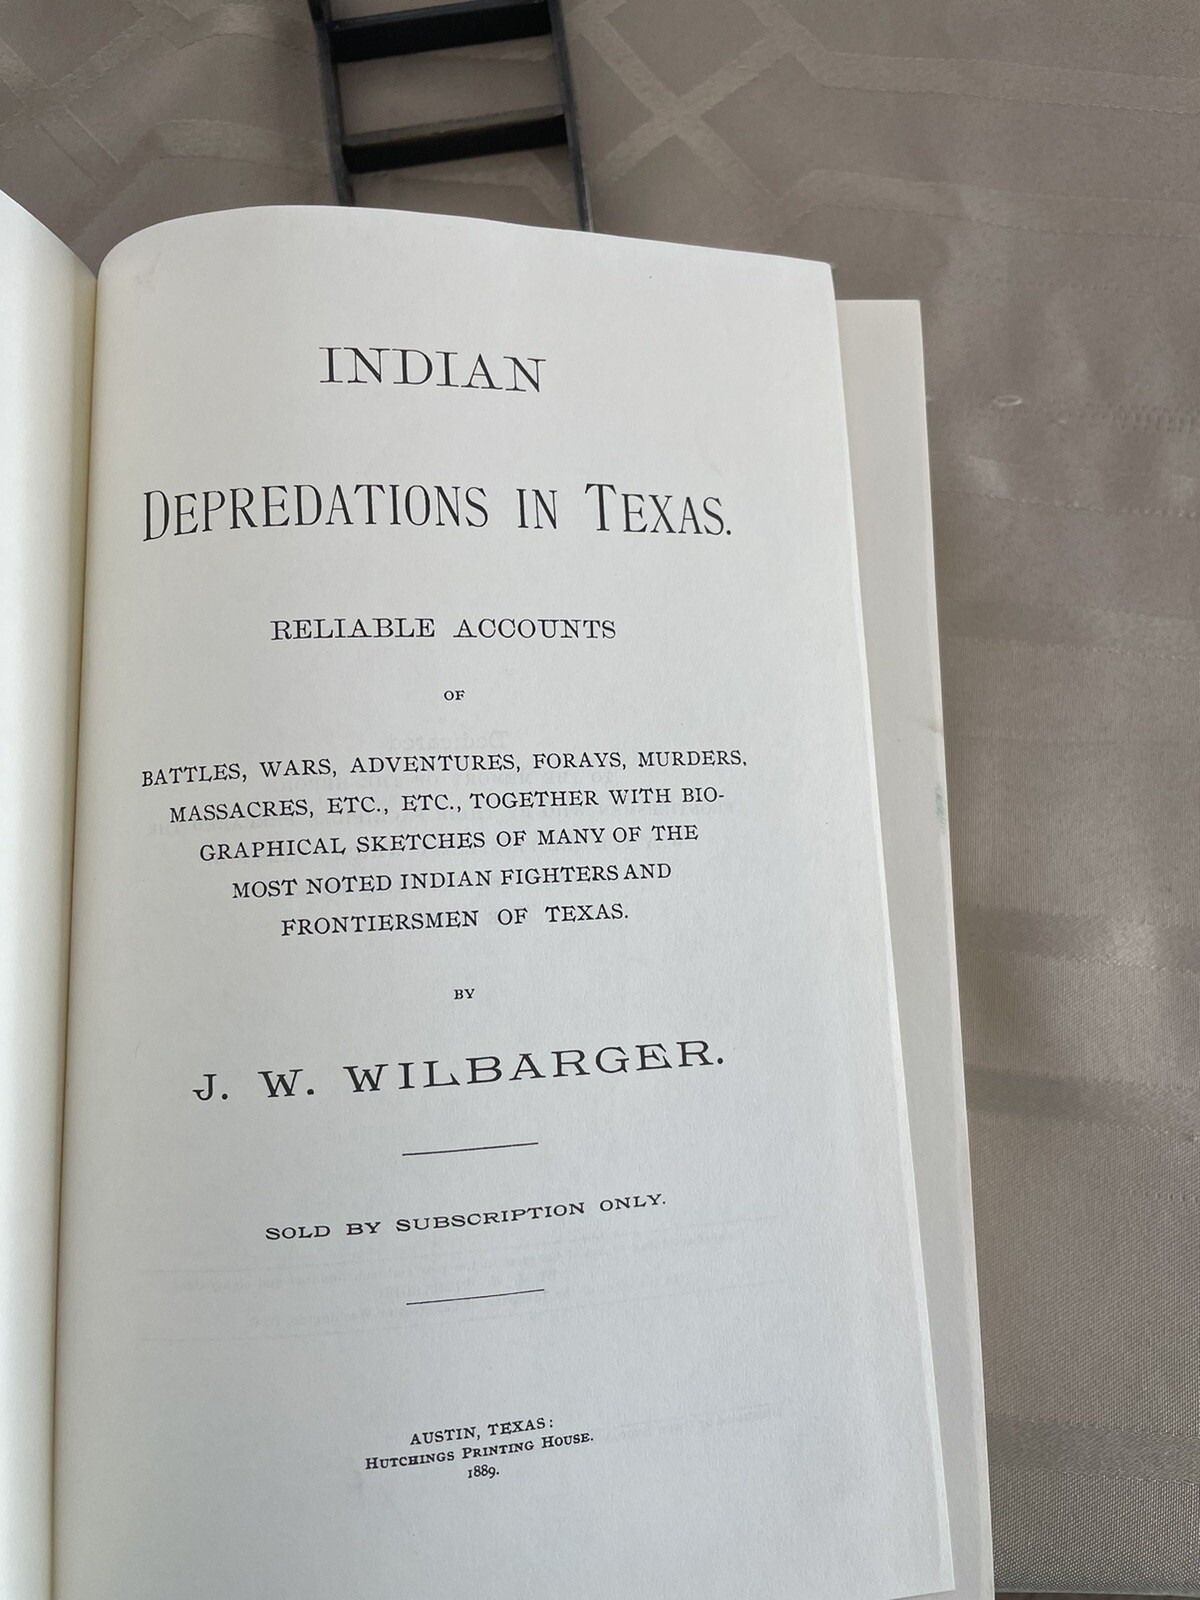 INDIAN
DEPREDATIONS IN TEXAS.
RELIABLE ACCOUNTS
OF
BATTLES, WARS, ADVENTURES, FORAYS, MURDERS,
MASSACRES, ETC., ETC., TOGETHER WITH BIO-
GRAPHICAL SKETCHES OF MANY OF THE
MOST NOTED INDIAN FIGHTERS AND
FRONTIERSMEN OF TEXAS.
BY
J. W. WILBARGER.
SOLD BY SUBSCRIPTION ONLY.
AUSTIN, TEXAS:
HUTCHINGS PRINTING HOUSE.
1889.